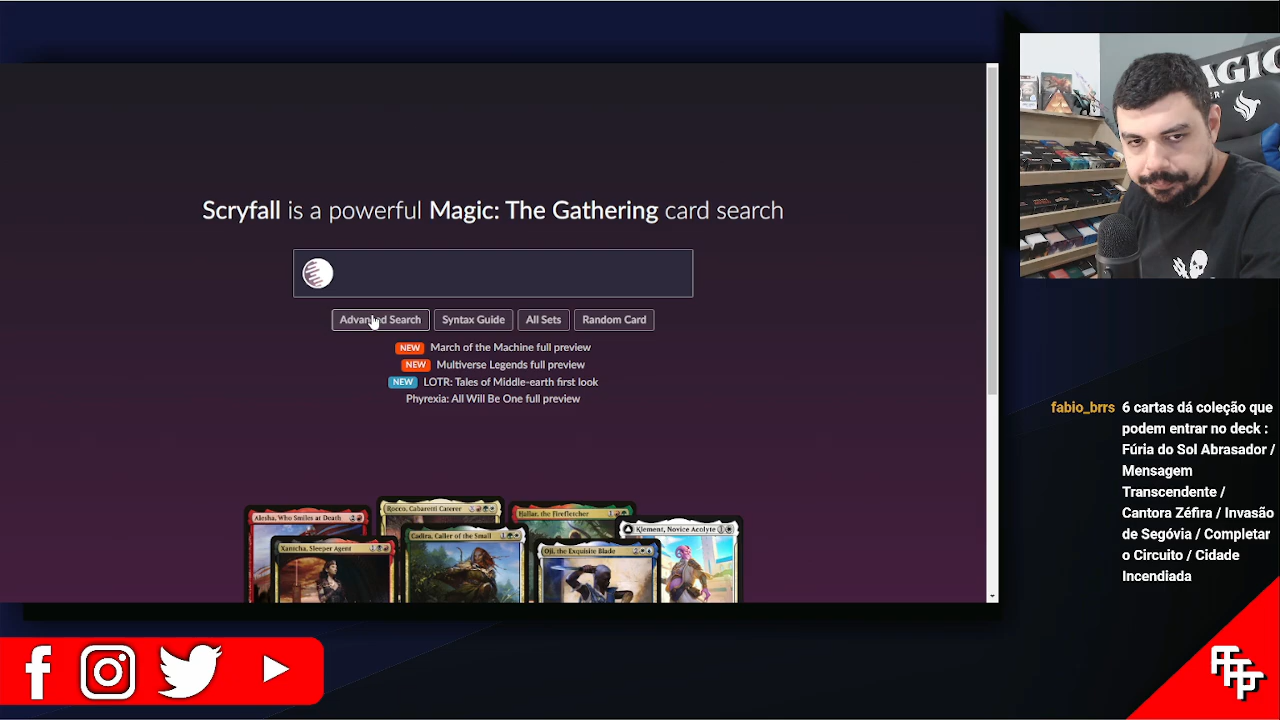 Scryfall is a powerful Magic: The Gathering card search
Advanced Search Syntax Guide All Sets Random Card
NEW March of the Machine full preview
NEW Multiverse Legends full preview
NEW LOTR: Tales of Middle-earth first look
Phyrexia: All Will Be One full preview
Alesha, Who Smiles at Death
Rocco, Cabaretti Caterer
Hallar, the Firefletcher
Xantcha, Sleeper Agent
Cadira, Caller of the Small
Oji, the Exquisite Blade
Klement, Novice Acolyte
AGIC
fabio_brrs 6 cartas dá coleção que
podem entrar no deck :
Fúria do Sol Abrasador /
Mensagem
Transcendente /
Cantora Zéfira / Invasão
de Segóvia / Completar
o Circuito / Cidade
Incendiada